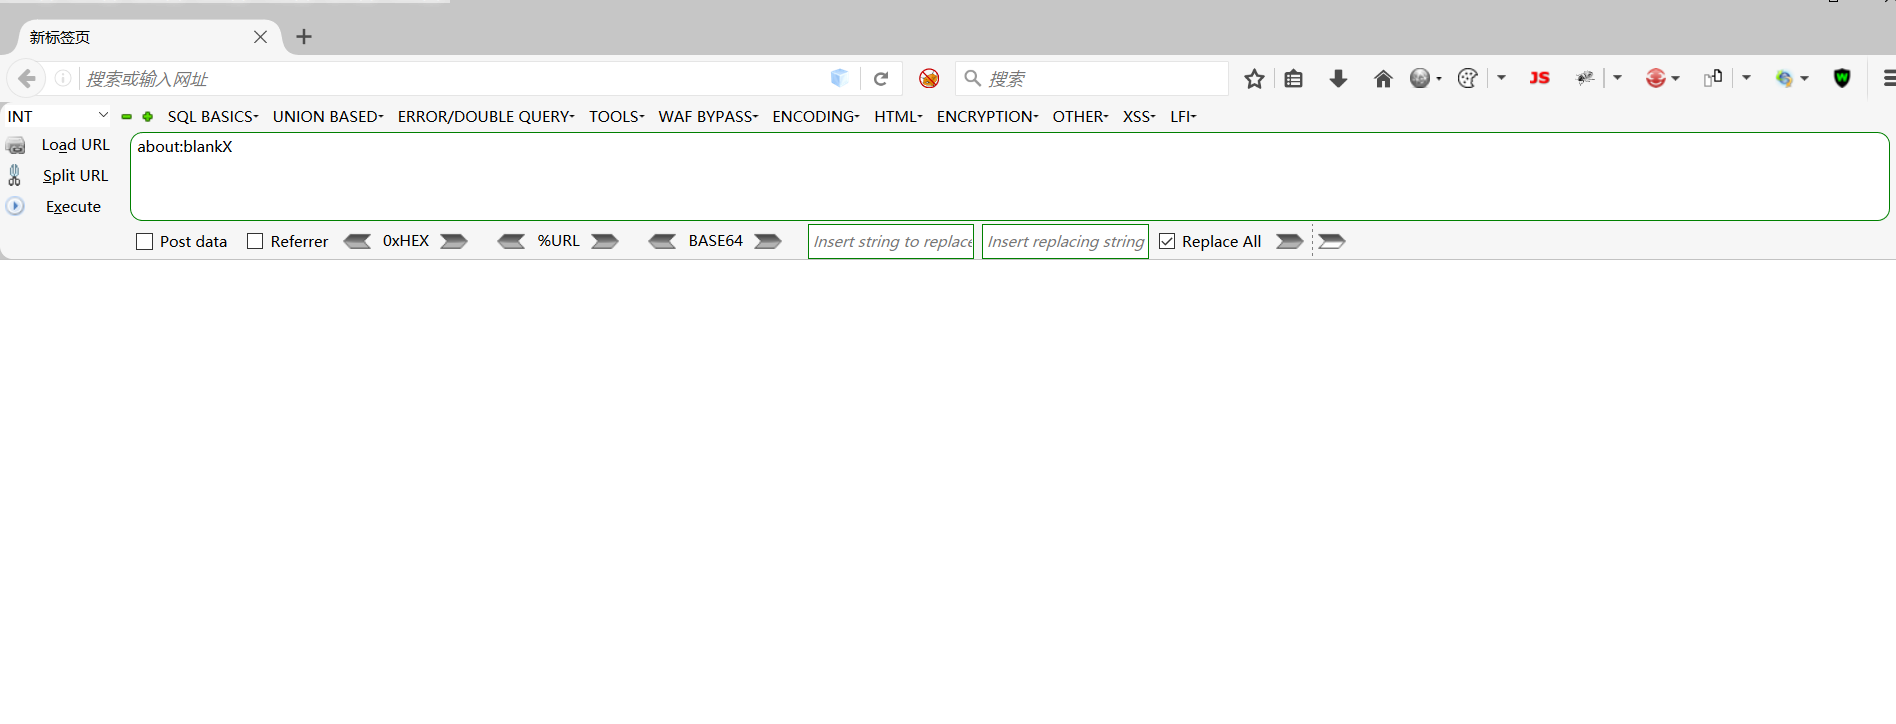 新标签页
搜索或输入网址 搜索 JS W
INT SQL BASICS UNION BASED ERROR/DOUBLE QUERY TOOLS WAF BYPASS ENCODING HTML ENCRYPTION OTHER XSS LFI
Load URL about:blankX
Split URL
Execute
Post data Referrer 0xHEX %URL BASE64 Insert string to replace Insert replacing string Replace All